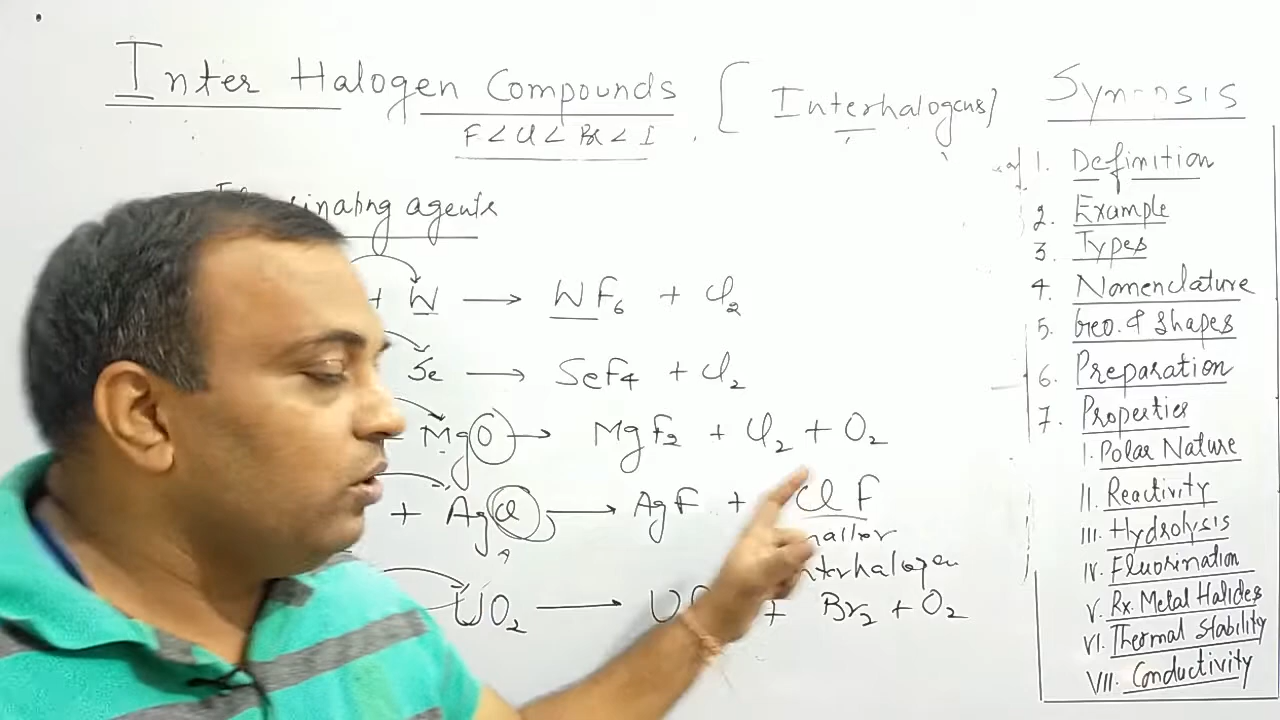 Inter Halogen Compounds [ Interhalogens]
F < Cl < Br < I
agents
+ W → WF6 + Cl2
Se → SeF4 + Cl2
MgO → MgF2 + Cl2 + O2
+ AgCl → AgF + ClF
UO2 → + Br2 + O2
1. Definition
2. Example
3. Types
4. Nomenclature
5. Geo. & Shapes
6. Preparation
7. Properties
I. Polar Nature
II. Reactivity
III. Hydrolysis
IV. Fluorination
V. Rx. Metal Halides
VI. Thermal Stability
VII. Conductivity